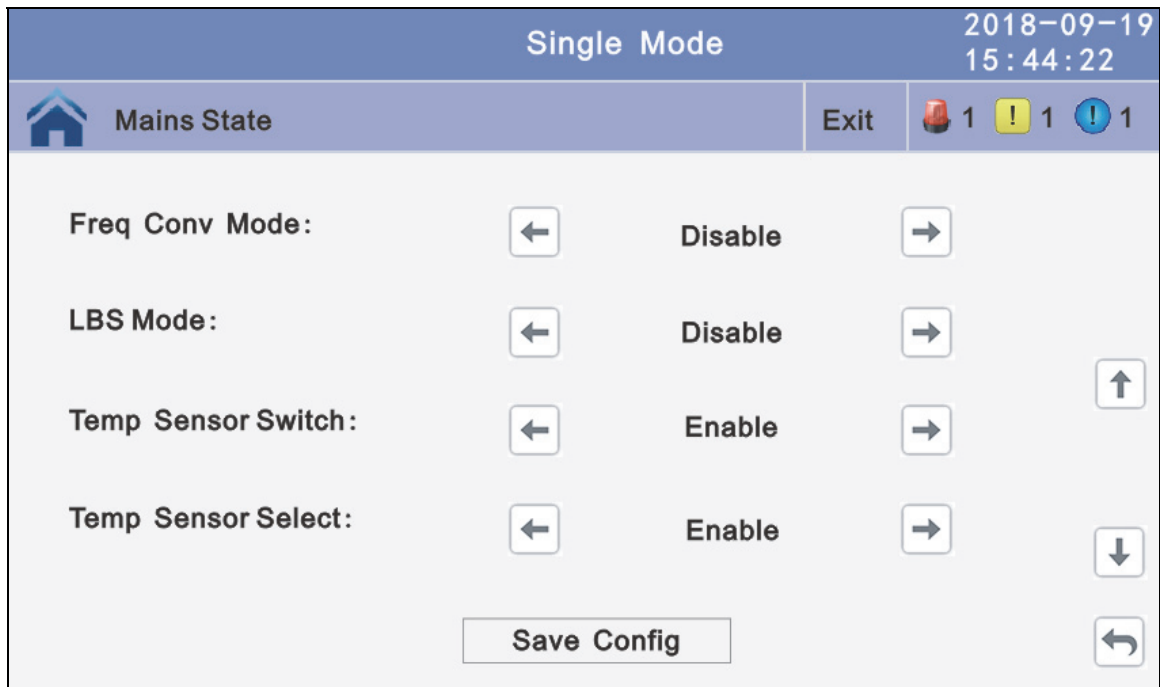 Single Mode
2018-09-19
15:44:22
Mains State
Exit
1
! 1
! 1
Freq Conv Mode:
Disable
LBS Mode:
Disable
Temp Sensor Switch:
Enable
Temp Sensor Select:
Enable
Save Config